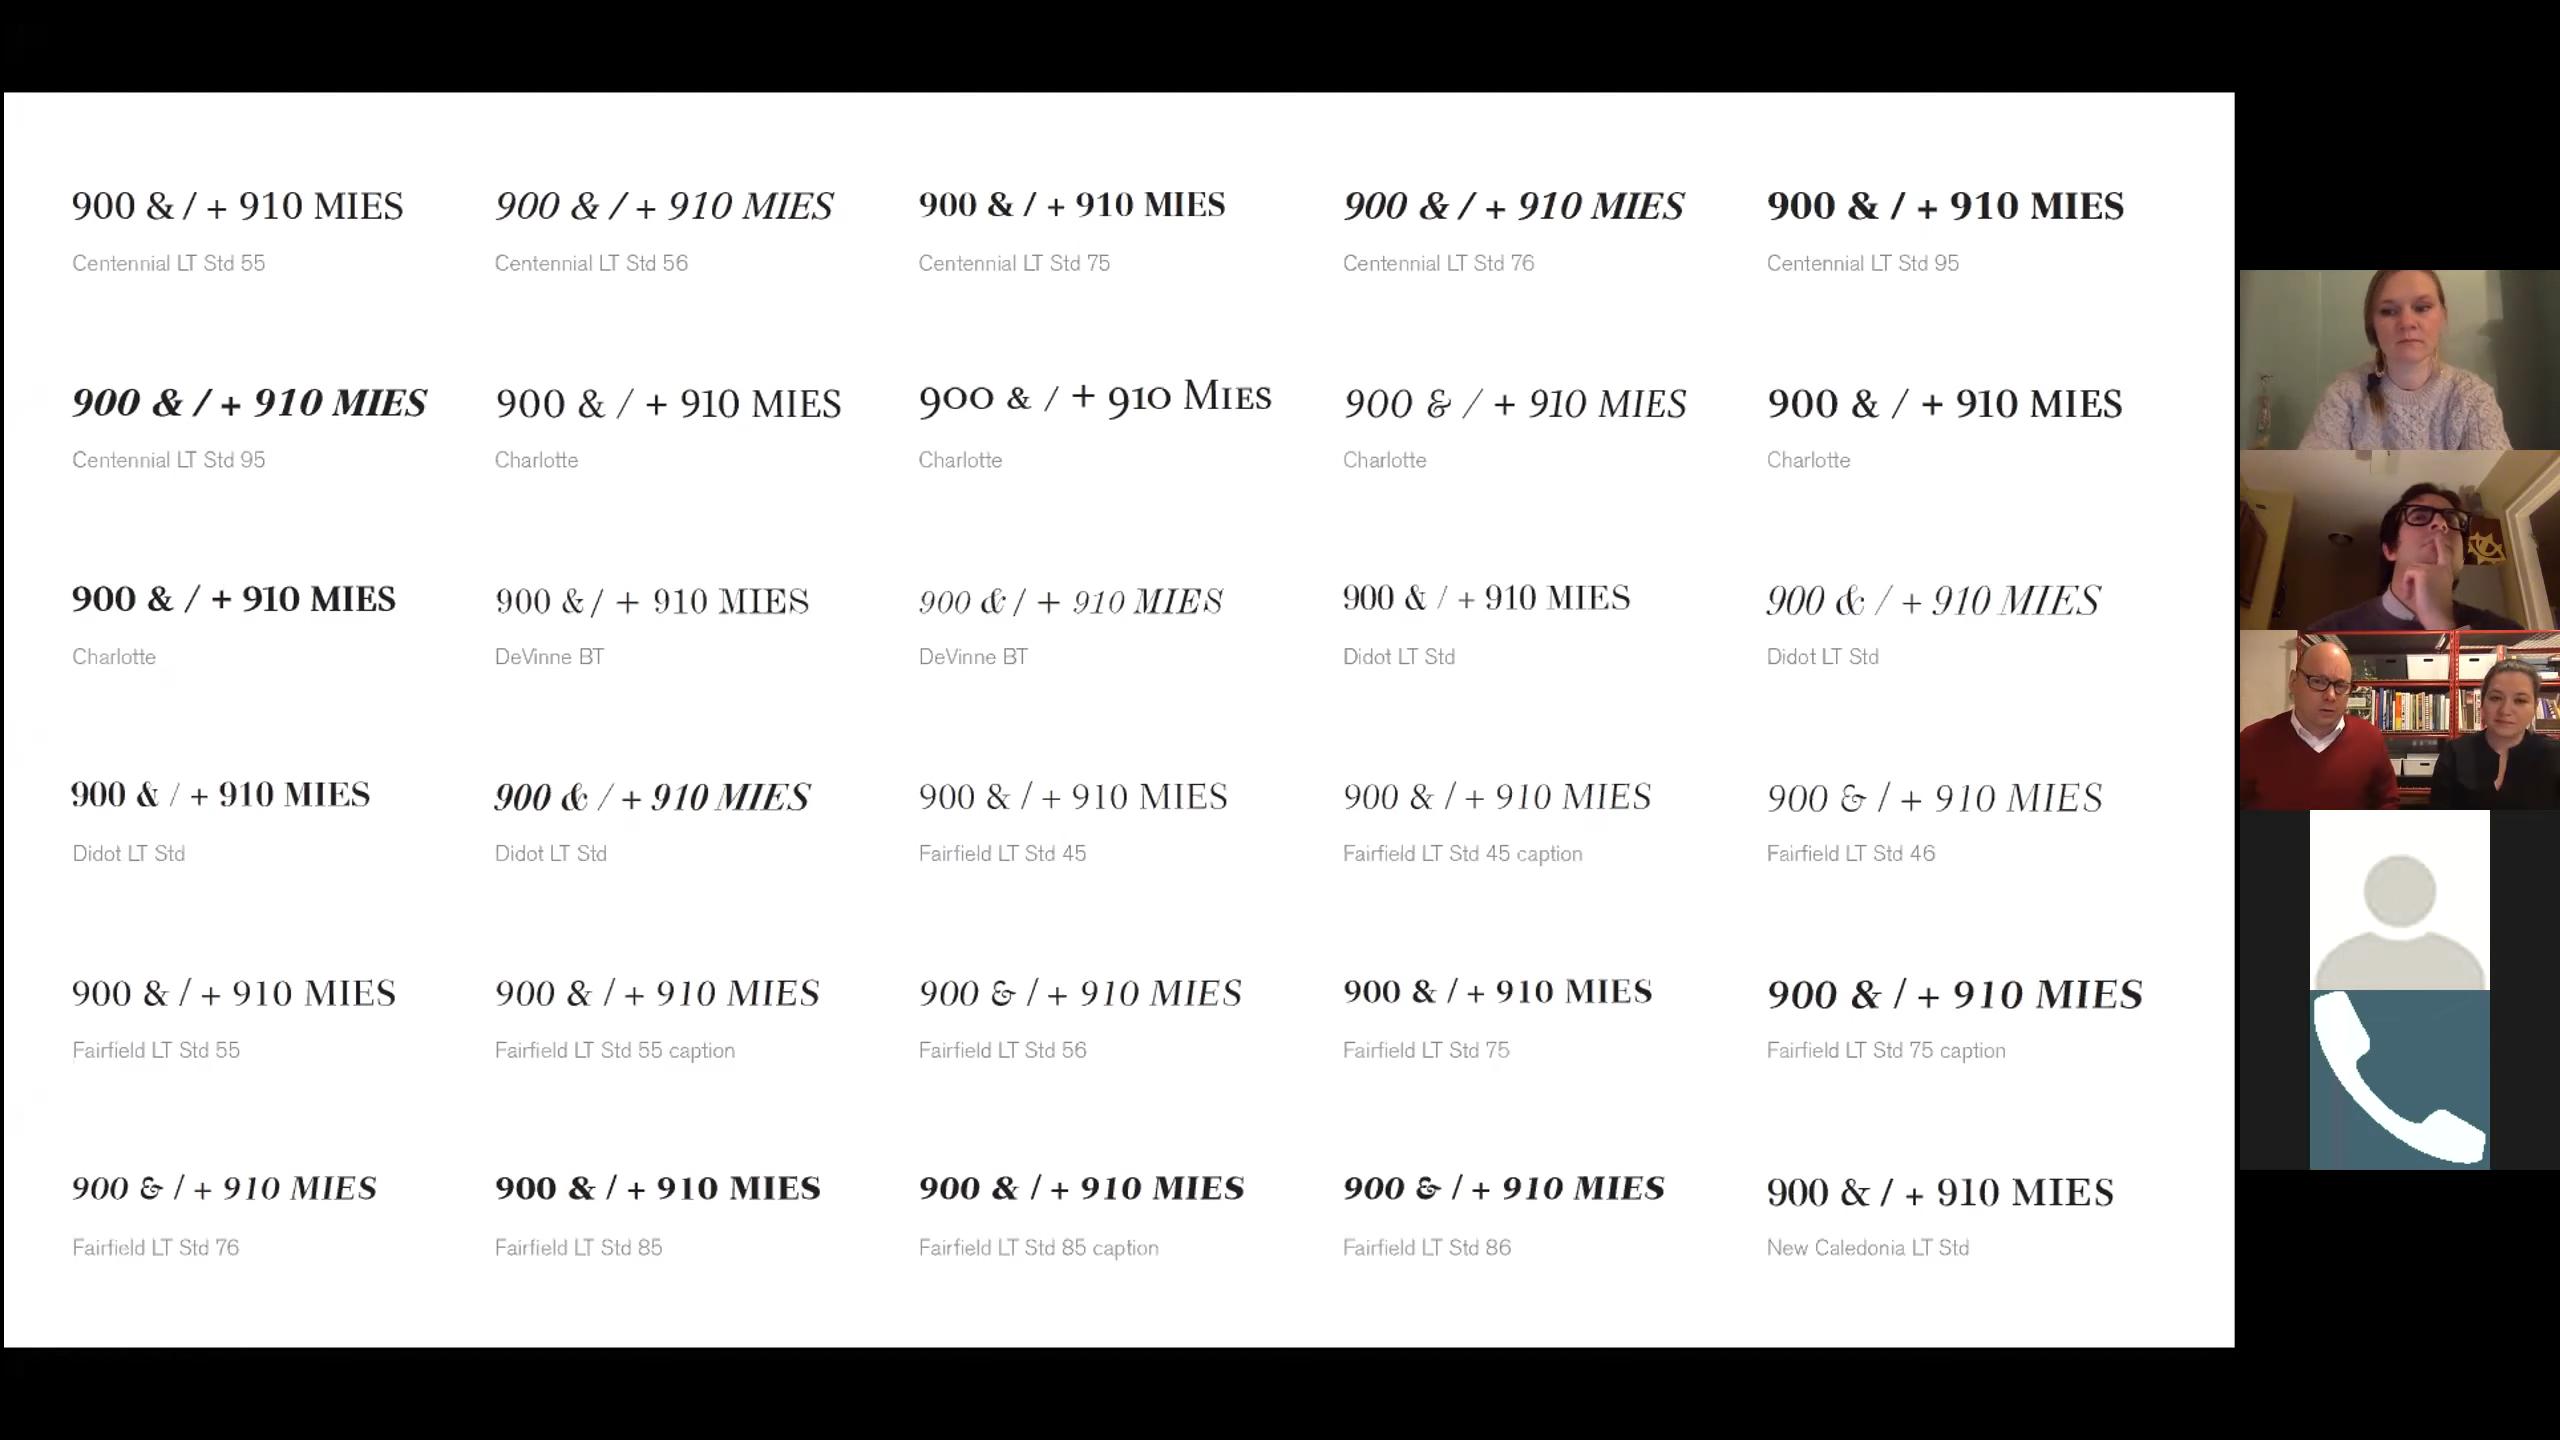 900 & / + 910 MIES
Centennial LT Std 55
900 & / + 910 MIES
Centennial LT Std 56
900 & / + 910 MIES
Centennial LT Std 75
900 & / + 910 MIES
Centennial LT Std 76
900 & / + 910 MIES
Centennial LT Std 95
900 & / + 910 MIES
Centennial LT Std 95
900 & / + 910 MIES
Charlotte
900 & / + 910 MIES
Charlotte
900 & / + 910 MIES
Charlotte
900 & / + 910 MIES
Charlotte
900 & / + 910 MIES
Charlotte
900 & / + 910 MIES
DeVinne BT
900 & / + 910 MIES
DeVinne BT
900 & / + 910 MIES
Didot LT Std
900 & / + 910 MIES
Didot LT Std
900 & / + 910 MIES
Didot LT Std
900 & / + 910 MIES
Didot LT Std
900 & / + 910 MIES
Fairfield LT Std 45
900 & / + 910 MIES
Fairfield LT Std 45 caption
900 & / + 910 MIES
Fairfield LT Std 46
900 & / + 910 MIES
Fairfield LT Std 55
900 & / + 910 MIES
Fairfield LT Std 55 caption
900 & / + 910 MIES
Fairfield LT Std 56
900 & / + 910 MIES
Fairfield LT Std 75
900 & / + 910 MIES
Fairfield LT Std 75 caption
900 & / + 910 MIES
Fairfield LT Std 76
900 & / + 910 MIES
Fairfield LT Std 85
900 & / + 910 MIES
Fairfield LT Std 85 caption
900 & / + 910 MIES
Fairfield LT Std 86
900 & / + 910 MIES
New Caledonia LT Std